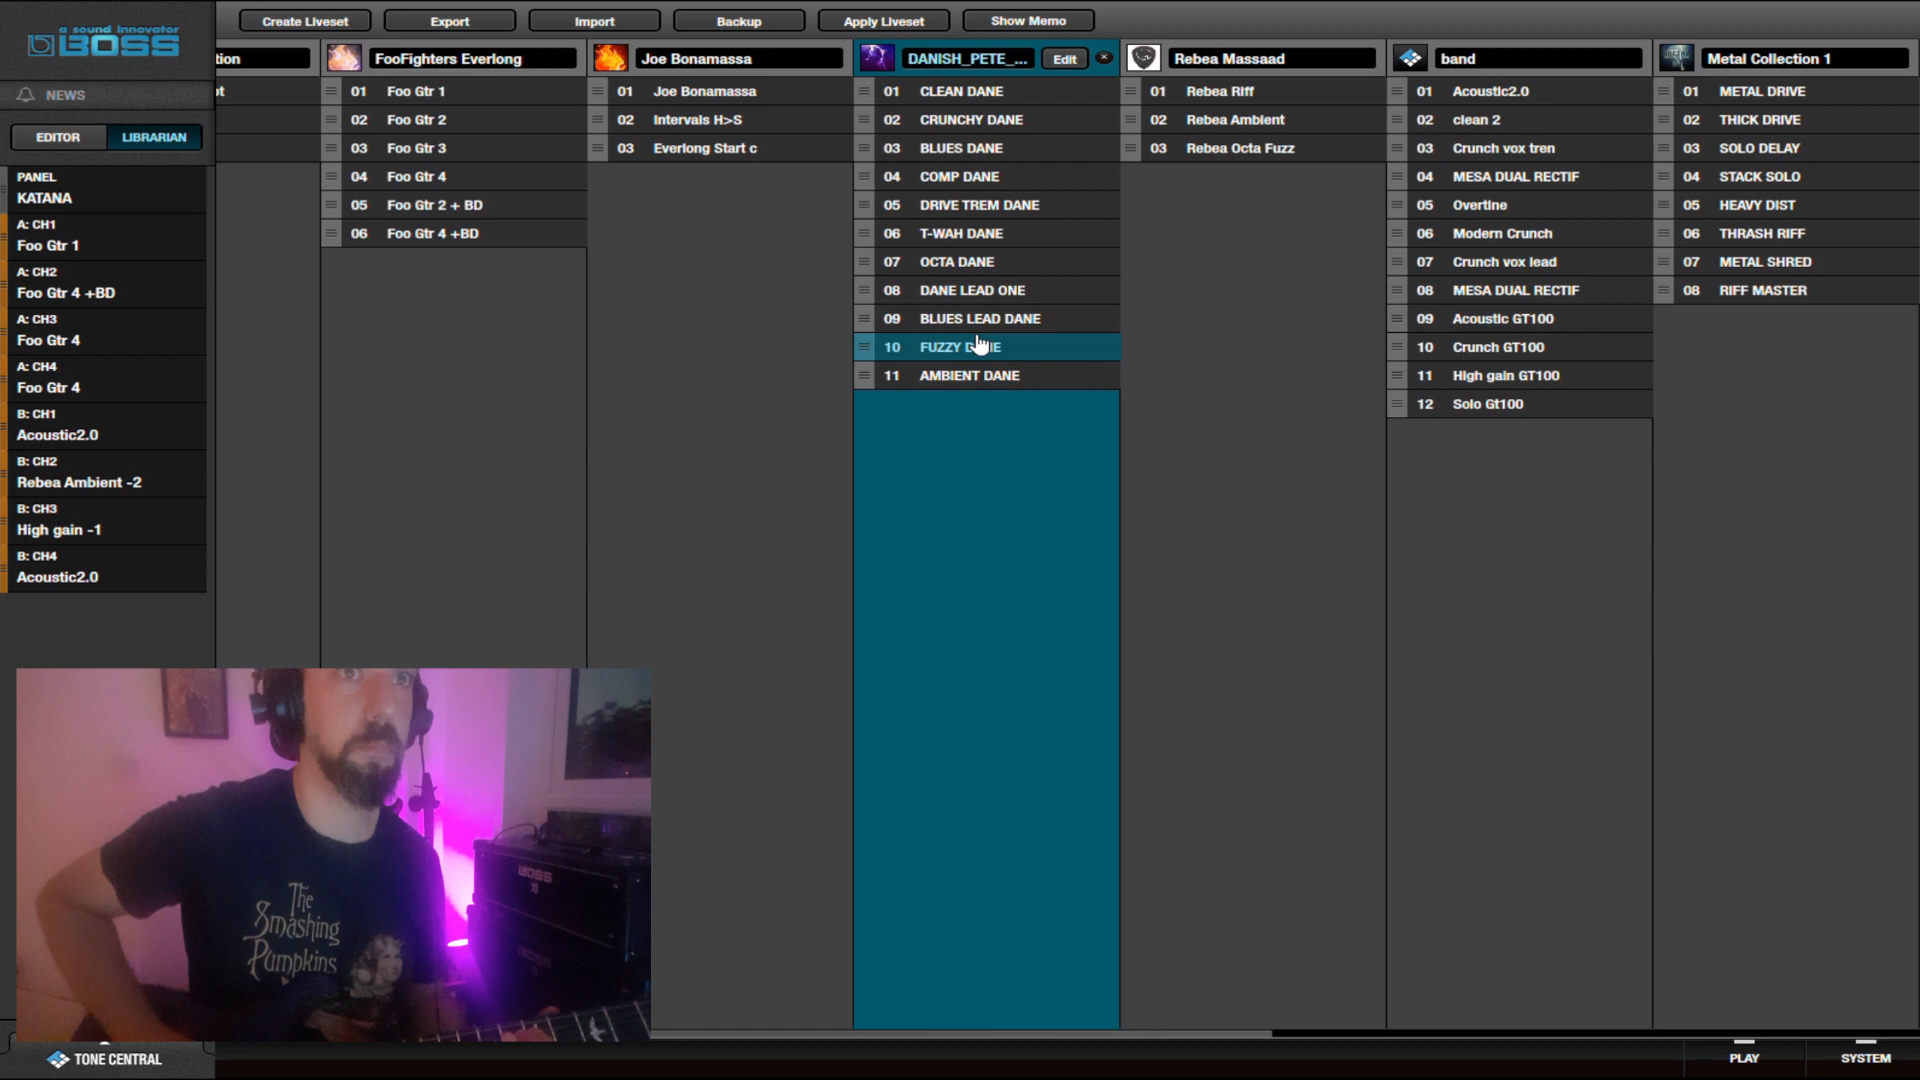 a sound innovator
BOSS
Create Liveset
Export
Import
Backup
Apply Liveset
Show Memo
NEWS
EDITOR
LIBRARIAN
PANEL
KATANA
A: CH1
Foo Gtr 1
A: CH2
Foo Gtr 4 +BD
A: CH3
Foo Gtr 4
A: CH4
Foo Gtr 4
B: CH1
Acoustic2.0
B: CH2
Rebea Ambient -2
B: CH3
High gain -1
B: CH4
Acoustic2.0
tion
ot
FooFighters Everlong
01 Foo Gtr 1
02 Foo Gtr 2
03 Foo Gtr 3
04 Foo Gtr 4
05 Foo Gtr 2 + BD
06 Foo Gtr 4 +BD
Joe Bonamassa
01 Joe Bonamassa
02 Intervals H>S
03 Everlong Start c
DANISH_PETE_...
Edit
01 CLEAN DANE
02 CRUNCHY DANE
03 BLUES DANE
04 COMP DANE
05 DRIVE TREM DANE
06 T-WAH DANE
07 OCTA DANE
08 DANE LEAD ONE
09 BLUES LEAD DANE
10 FUZZY D NE
11 AMBIENT DANE
Rebea Massaad
01 Rebea Riff
02 Rebea Ambient
03 Rebea Octa Fuzz
band
01 Acoustic2.0
02 clean 2
03 Crunch vox tren
04 MESA DUAL RECTIF
05 Overtine
06 Modern Crunch
07 Crunch vox lead
08 MESA DUAL RECTIF
09 Acoustic GT100
10 Crunch GT100
11 High gain GT100
12 Solo Gt100
Metal Collection 1
01 METAL DRIVE
02 THICK DRIVE
03 SOLO DELAY
04 STACK SOLO
05 HEAVY DIST
06 THRASH RIFF
07 METAL SHRED
08 RIFF MASTER
The
Smashing
Pumpkins
BOSS
TONE CENTRAL
PLAY
SYSTEM